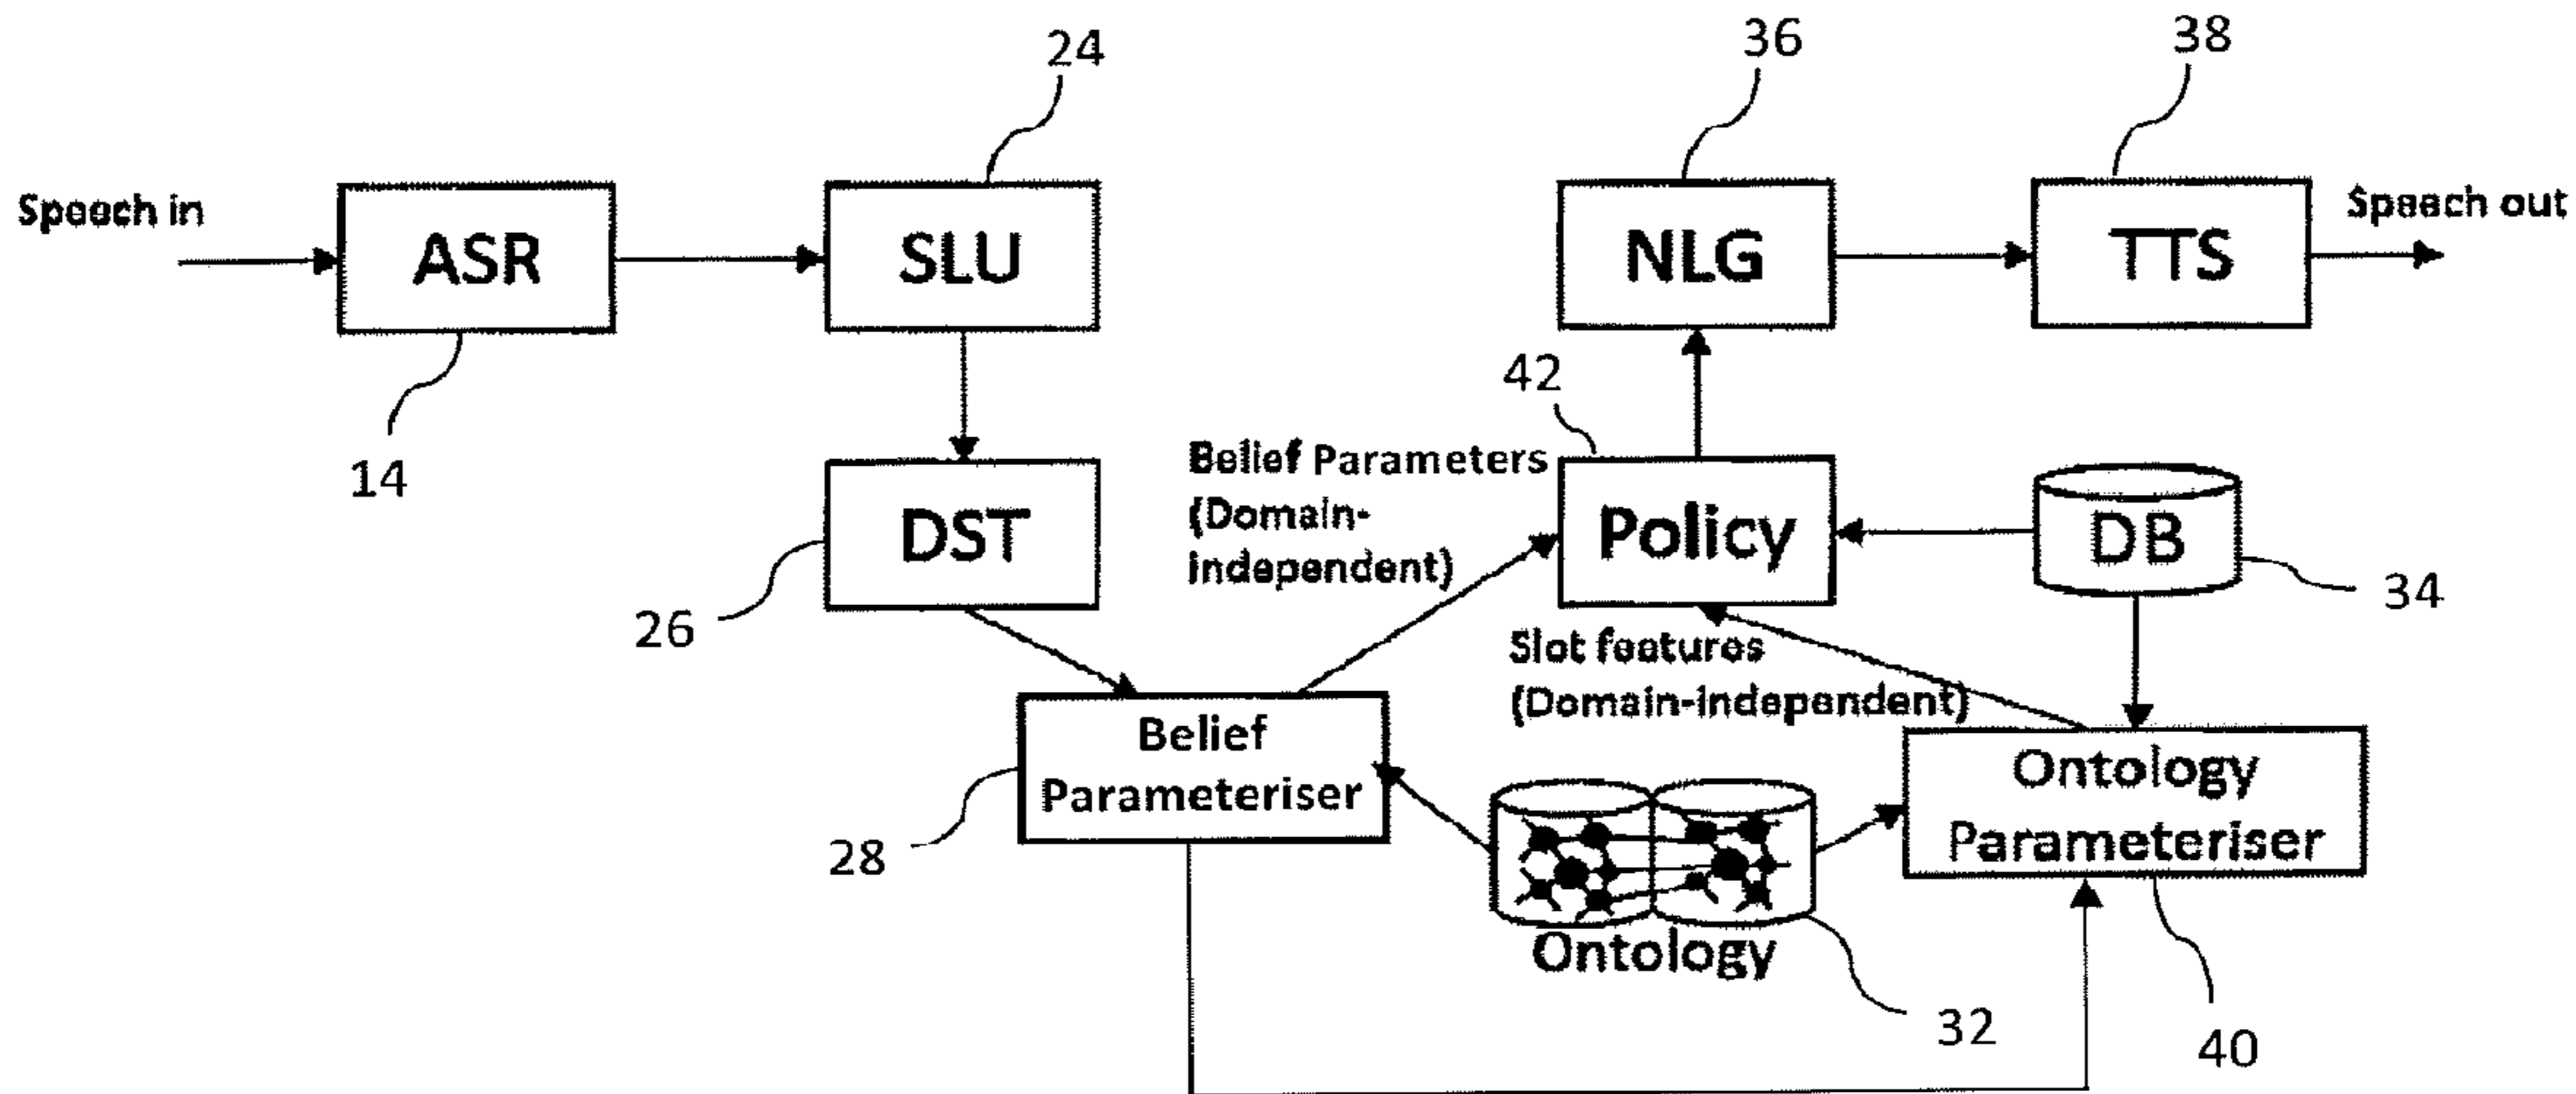 24
36
38
Speech in
ASR
SLU
NLG
TTS
Speech out
14
42
Belief Parameters
(Domain-
independent)
DST
Policy
DB
26
34
Slot features
(Domain-independent)
Belief
Parameteriser
28
Ontology
Parameteriser
Ontology
32
40